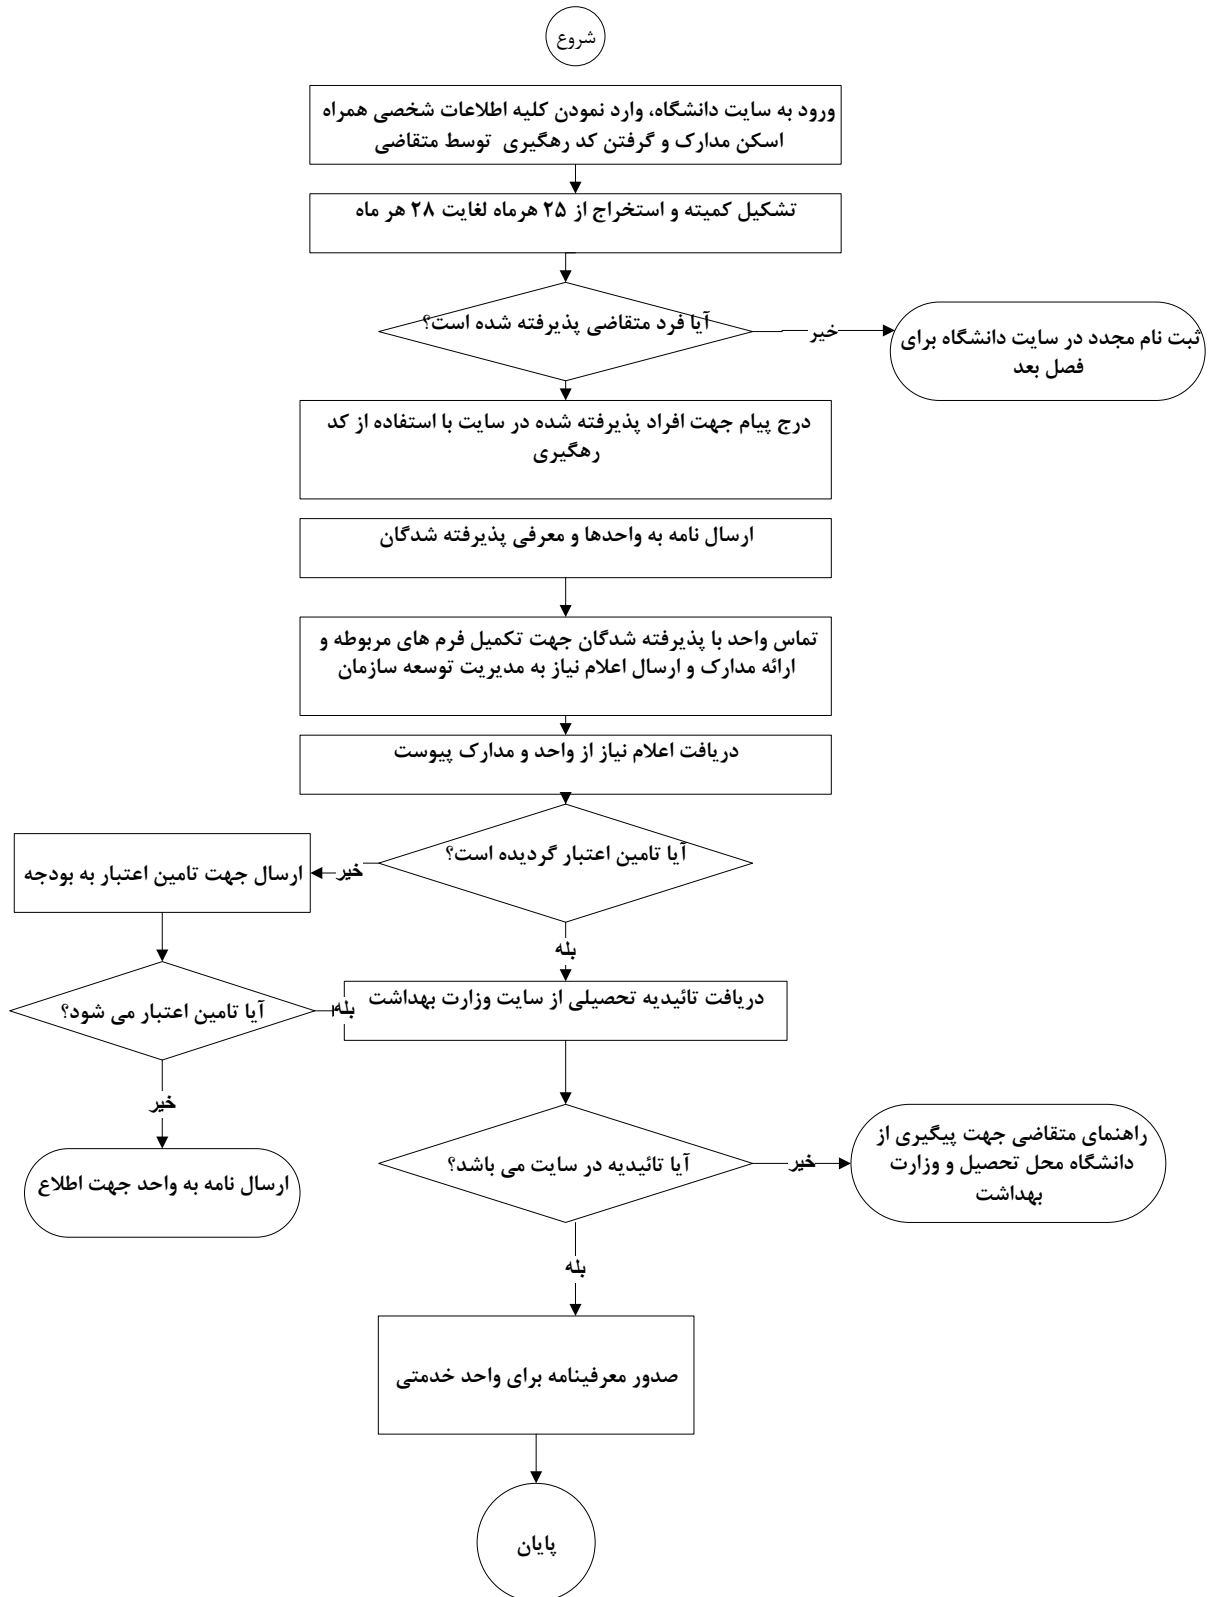 شروع
ورود به سایت دانشگاه، وارد نمودن کلیه اطلاعات شخصی همراه
اسکن مدارک و گرفتن کد رهگیری توسط متقاضی
تشکیل کمیته و استخراج از ۲۵ هرماه لغایت ۲۸ هر ماه
آیا فرد متقاضی پذیرفته شده است؟
خیر
ثبت نام مجدد در سایت دانشگاه برای
فصل بعد
درج پیام جهت افراد پذیرفته شده در سایت با استفاده از کد
رهگیری
ارسال نامه به واحدها و معرفی پذیرفته شدگان
تماس واحد با پذیرفته شدگان جهت تکمیل فرم های مربوطه و
ارائه مدارک و ارسال اعلام نیاز به مدیریت توسعه سازمان
دریافت اعلام نیاز از واحد و مدارک پیوست
آیا تامین اعتبار گردیده است؟
خیر
ارسال جهت تامین اعتبار به بودجه
بله
دریافت تائیدیه تحصیلی از سایت وزارت بهداشت
بله
آیا تامین اعتبار می شود؟
خیر
ارسال نامه به واحد جهت اطلاع
آیا تائیدیه در سایت می باشد؟
خیر
راهنمای متقاضی جهت پیگیری از
دانشگاه محل تحصیل و وزارت
بهداشت
بله
صدور معرفینامه برای واحد خدمتی
پایان